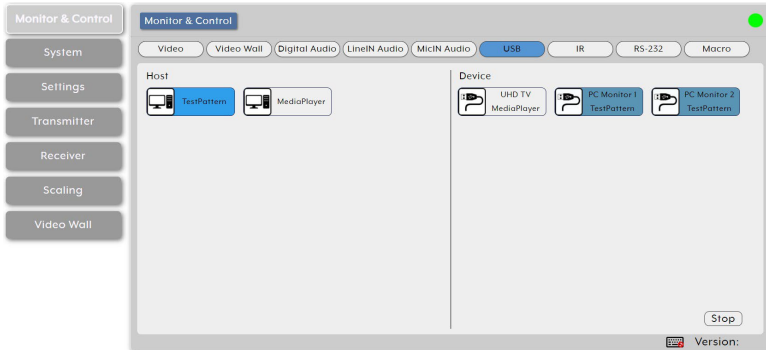 Monitor & Control
System
Settings
Transmitter
Receiver
Scaling
Video Wall
Monitor & Control
Video
Video Wall
Digital Audio
LineIN Audio
MicIN Audio
USB
IR
RS-232
Macro
Host
TestPattern
MediaPlayer
Device
UHD TV
MediaPlayer
PC Monitor 1
TestPattern
PC Monitor 2
TestPattern
Stop
Version: